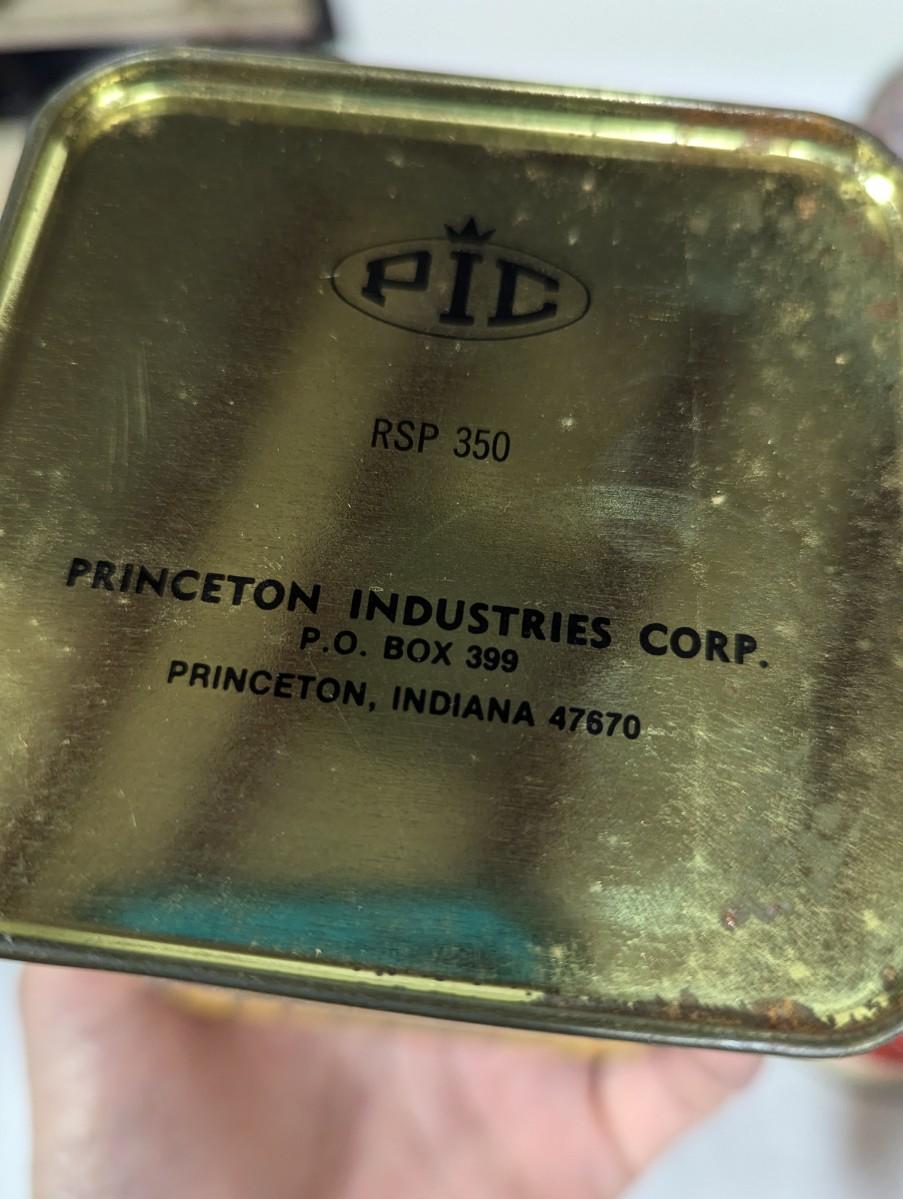 PIC
RSP 350
PRINCETON INDUSTRIES CORP.
P.O. BOX 399
PRINCETON, INDIANA 47670